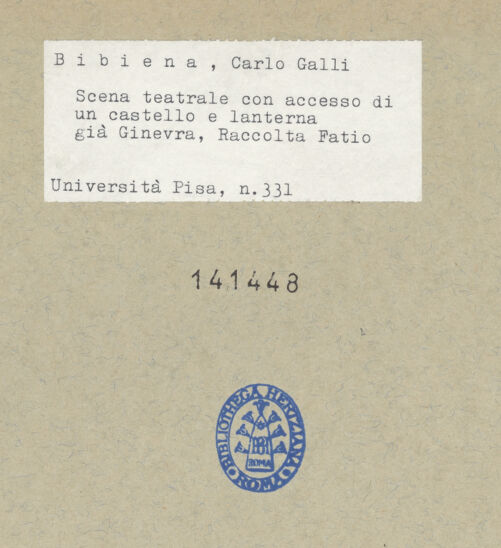 B i b i e n a , Carlo Galli
Scena teatrale con accesso di
un castello e lanterna
già Ginevra, Raccolta Fatio
Università Pisa, n.331
141448
BIBLIOTHECA HERTZIANA
ROMA
ROMA